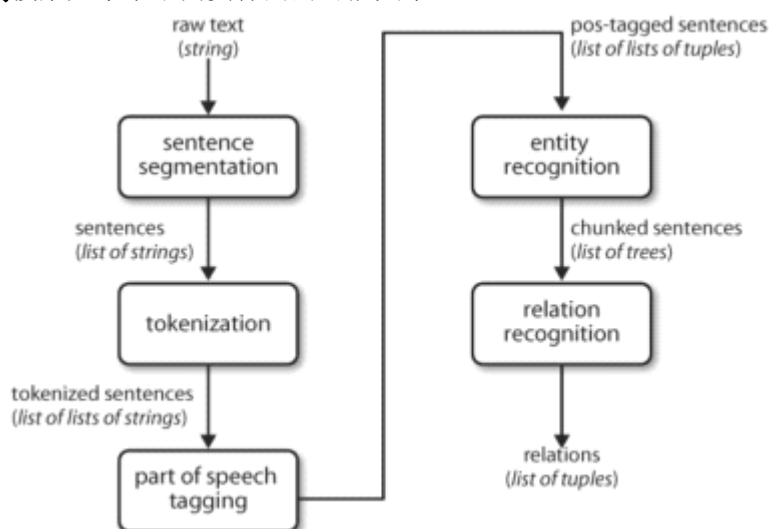 raw text
(string)
sentence
segmentation
sentences
(list of strings)
tokenization
tokenized sentences
(list of lists of strings)
part of speech
tagging
pos-tagged sentences
(list of lists of tuples)
entity
recognition
chunked sentences
(list of trees)
relation
recognition
relations
(list of tuples)